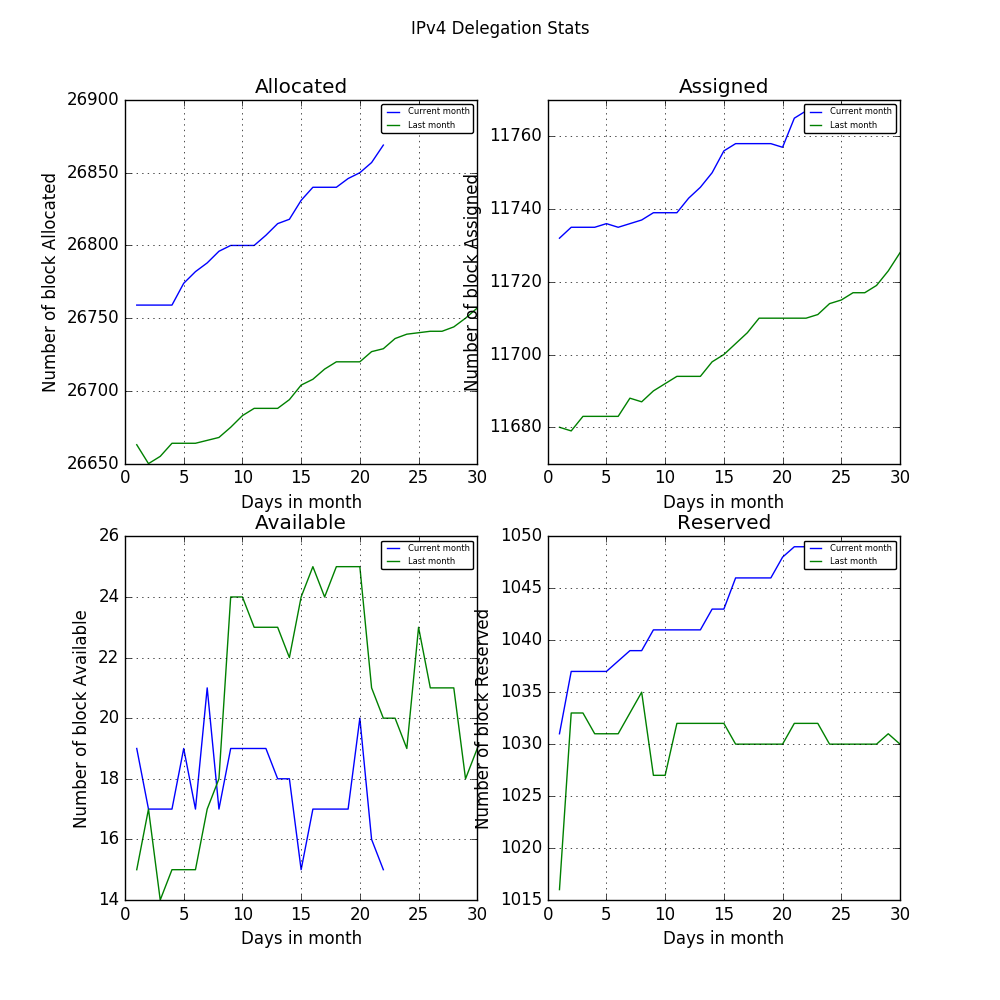 IPv4 Delegation Stats
Allocated
Current month
Last month
26900
26850
26800
26750
26700
26650
Number of block Allocated
0 5 10 15 20 25 30
Days in month
Assigned
Current month
Last month
11760
11740
11720
11700
11680
Number of block Assigned
0 5 10 15 20 25 30
Days in month
Available
Current month
Last month
26
24
22
20
18
16
14
Number of block Available
0 5 10 15 20 25 30
Days in month
Reserved
Current month
Last month
1050
1045
1040
1035
1030
1025
1020
1015
Number of block Reserved
0 5 10 15 20 25 30
Days in month